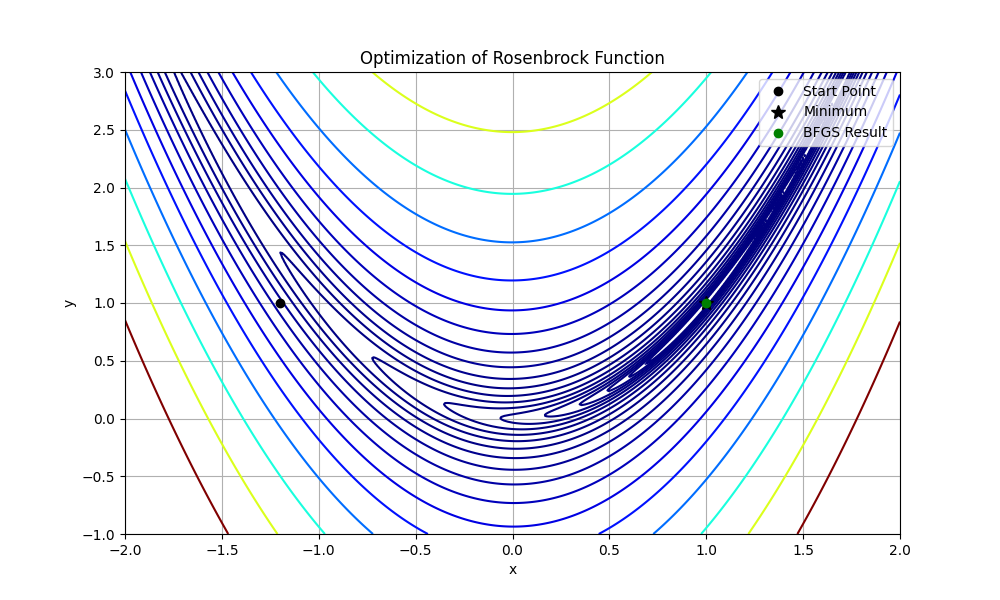 Optimization of Rosenbrock Function
Start Point
Minimum
BFGS Result
3.0
2.5
2.0
1.5
1.0
0.5
0.0
−0.5
−1.0
y
−2.0 −1.5 −1.0 −0.5 0.0 0.5 1.0 1.5 2.0
x